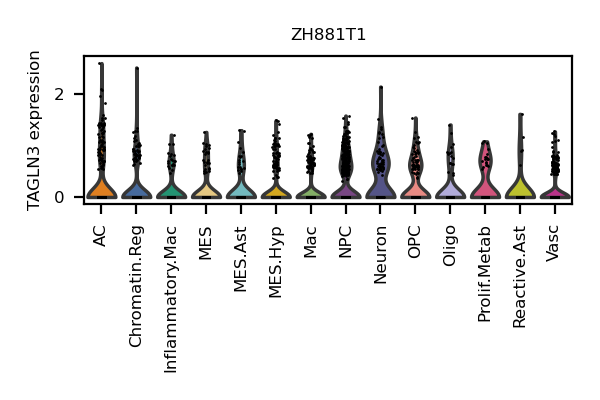 ZH881T1
TAGLN3 expression
2
0
AC
Chromatin.Reg
Inflammatory.Mac
MES
MES.Ast
MES.Hyp
Mac
NPC
Neuron
OPC
Oligo
Prolif.Metab
Reactive.Ast
Vasc